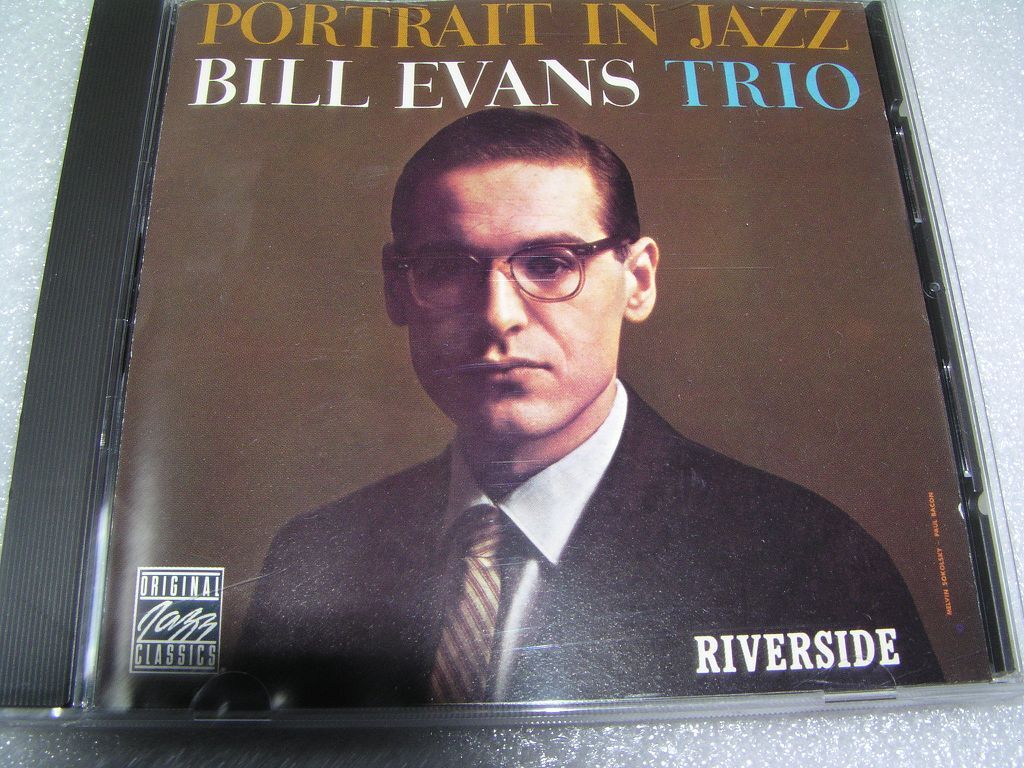 PORTRAIT IN JAZZ
BILL EVANS TRIO
MELVIN SOKOLSKY - PAUL BACON
ORIGINAL
Jazz
CLASSICS
RIVERSIDE